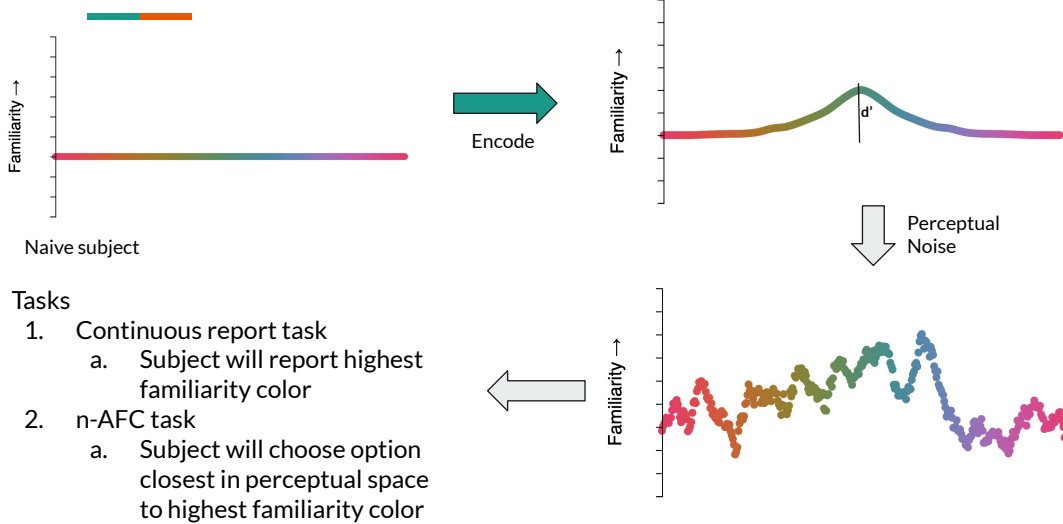 Familiarity →
Naive subject
Encode
Familiarity →
d'
Perceptual
Noise
Familiarity →
Tasks
1. Continuous report task
a. Subject will report highest
familiarity color
2. n-AFC task
a. Subject will choose option
closest in perceptual space
to highest familiarity color